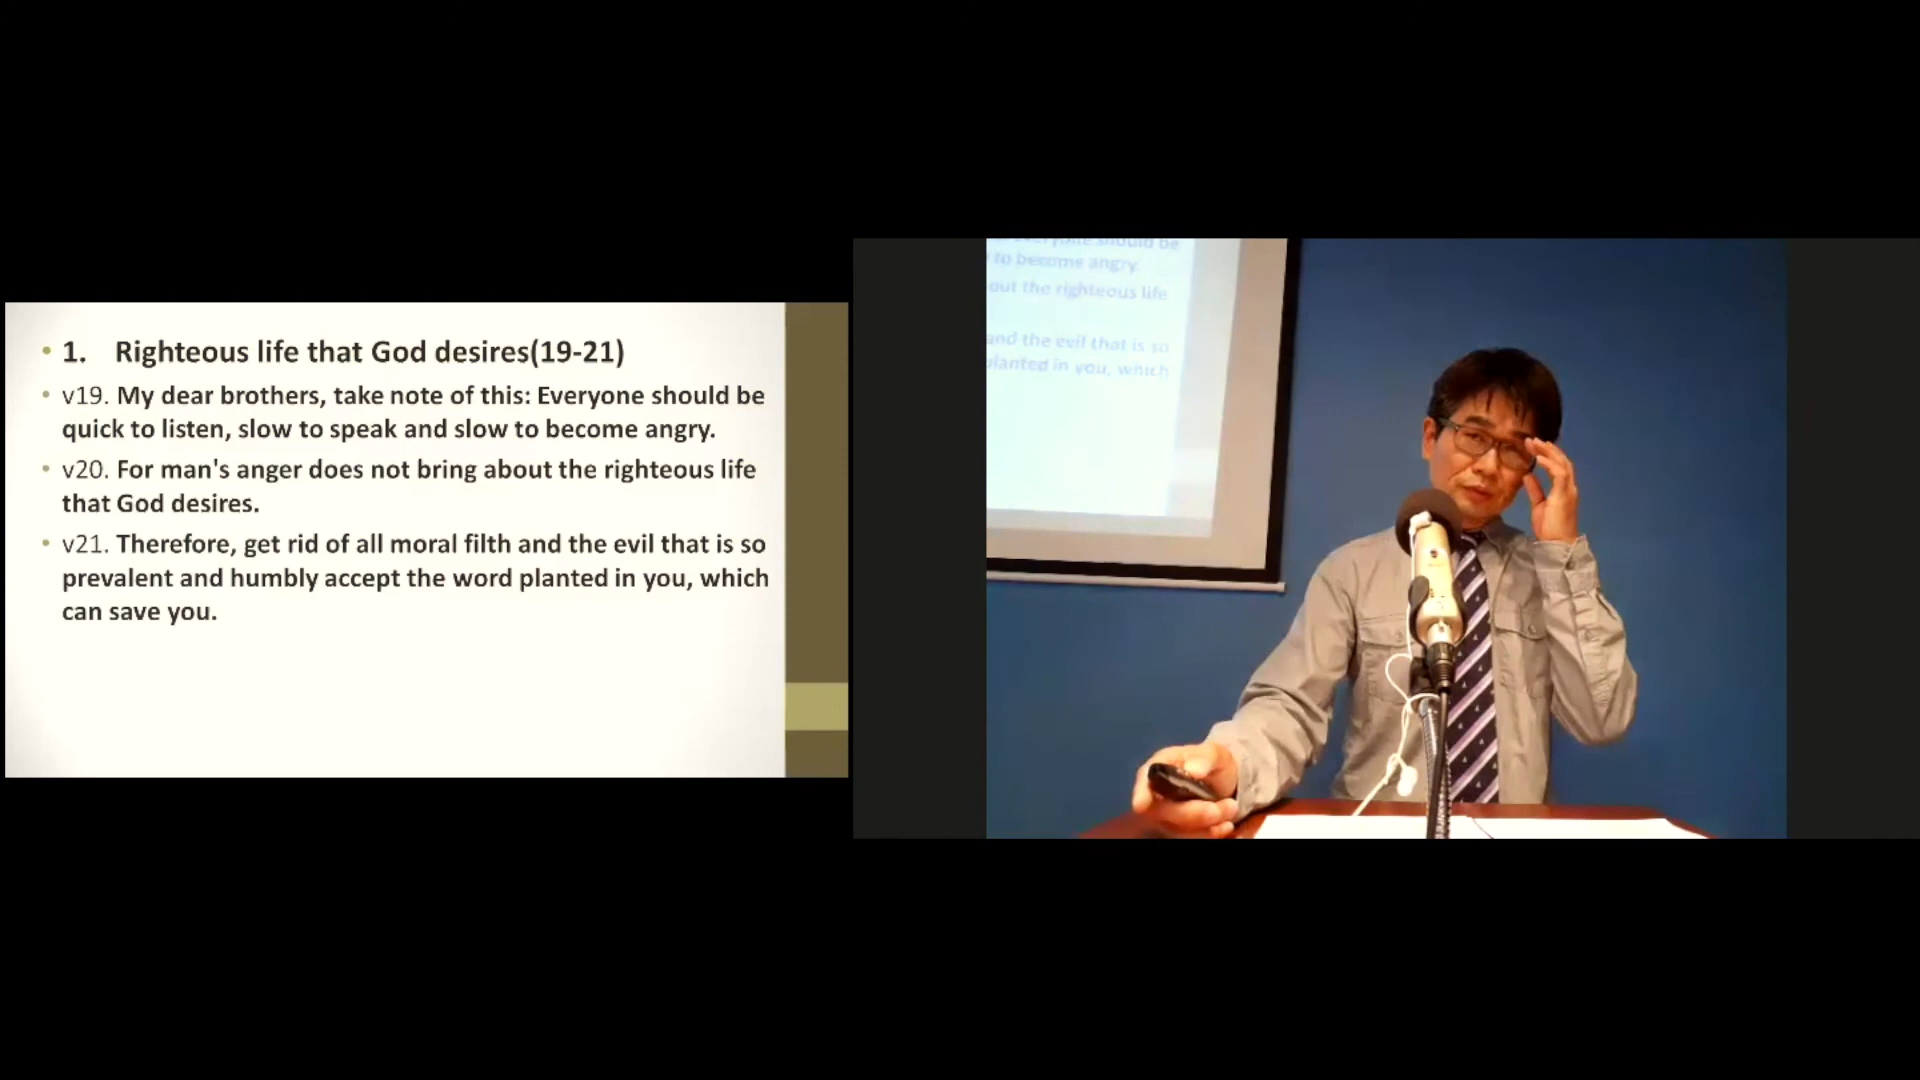 • 1. Righteous life that God desires(19-21)
• v19. My dear brothers, take note of this: Everyone should be
quick to listen, slow to speak and slow to become angry.
• v20. For man's anger does not bring about the righteous life
that God desires.
• v21. Therefore, get rid of all moral filth and the evil that is so
prevalent and humbly accept the word planted in you, which
can save you.
should be
to become angry.
out the righteous life
and the evil that is so
planted in you, which